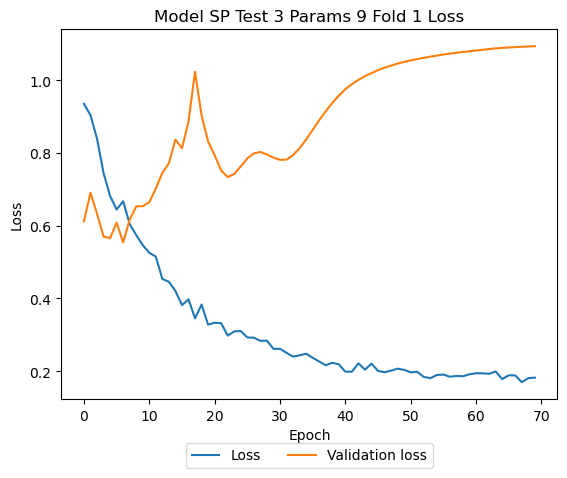 Model SP Test 3 Params 9 Fold 1 Loss
Loss
1.0
0.8
0.6
0.4
0.2
0 10 20 30 40 50 60 70
Epoch
Loss Validation loss